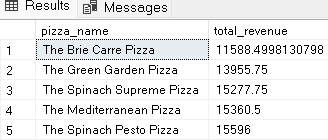 Results Messages
pizza_name total_revenue
1 The Brie Carre Pizza 11588.4998130798
2 The Green Garden Pizza 13955.75
3 The Spinach Supreme Pizza 15277.75
4 The Mediterranean Pizza 15360.5
5 The Spinach Pesto Pizza 15596